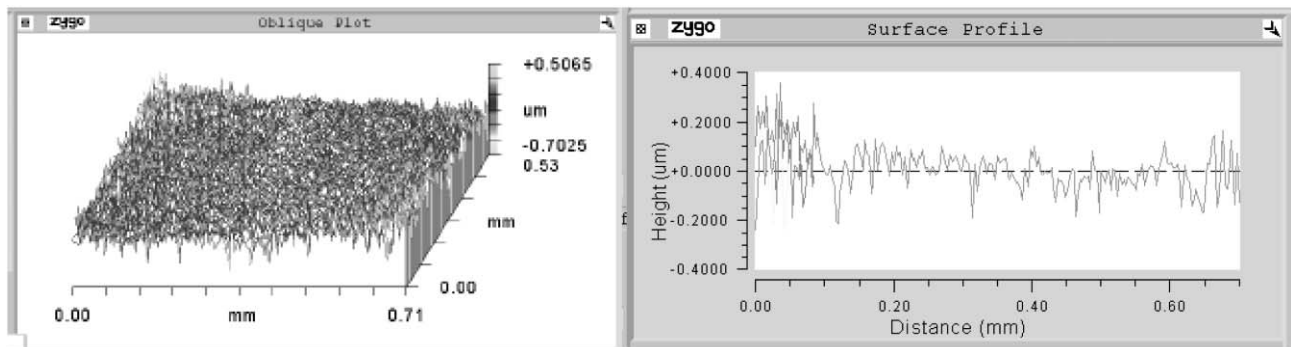 zygo Oblique Plot
+0.5065
um
-0.7025
0.53
mm
0.00
0.00 mm 0.71
zygo Surface Profile
+0.4000
+0.2000
+0.0000
-0.2000
-0.4000
Height (um)
0.00 0.20 0.40 0.60
Distance (mm)